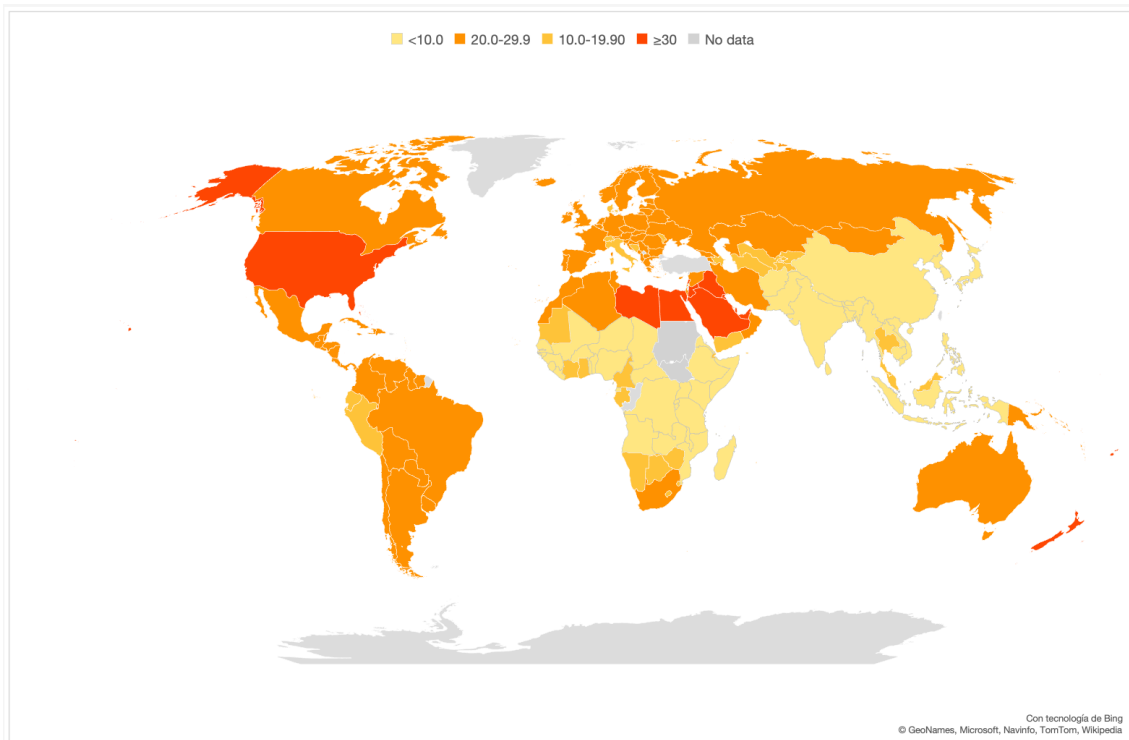 <10.0 20.0-29.9 10.0-19.90 ≥30 No data
Con tecnología de Bing
© GeoNames, Microsoft, Navinfo, TomTom, Wikipedia